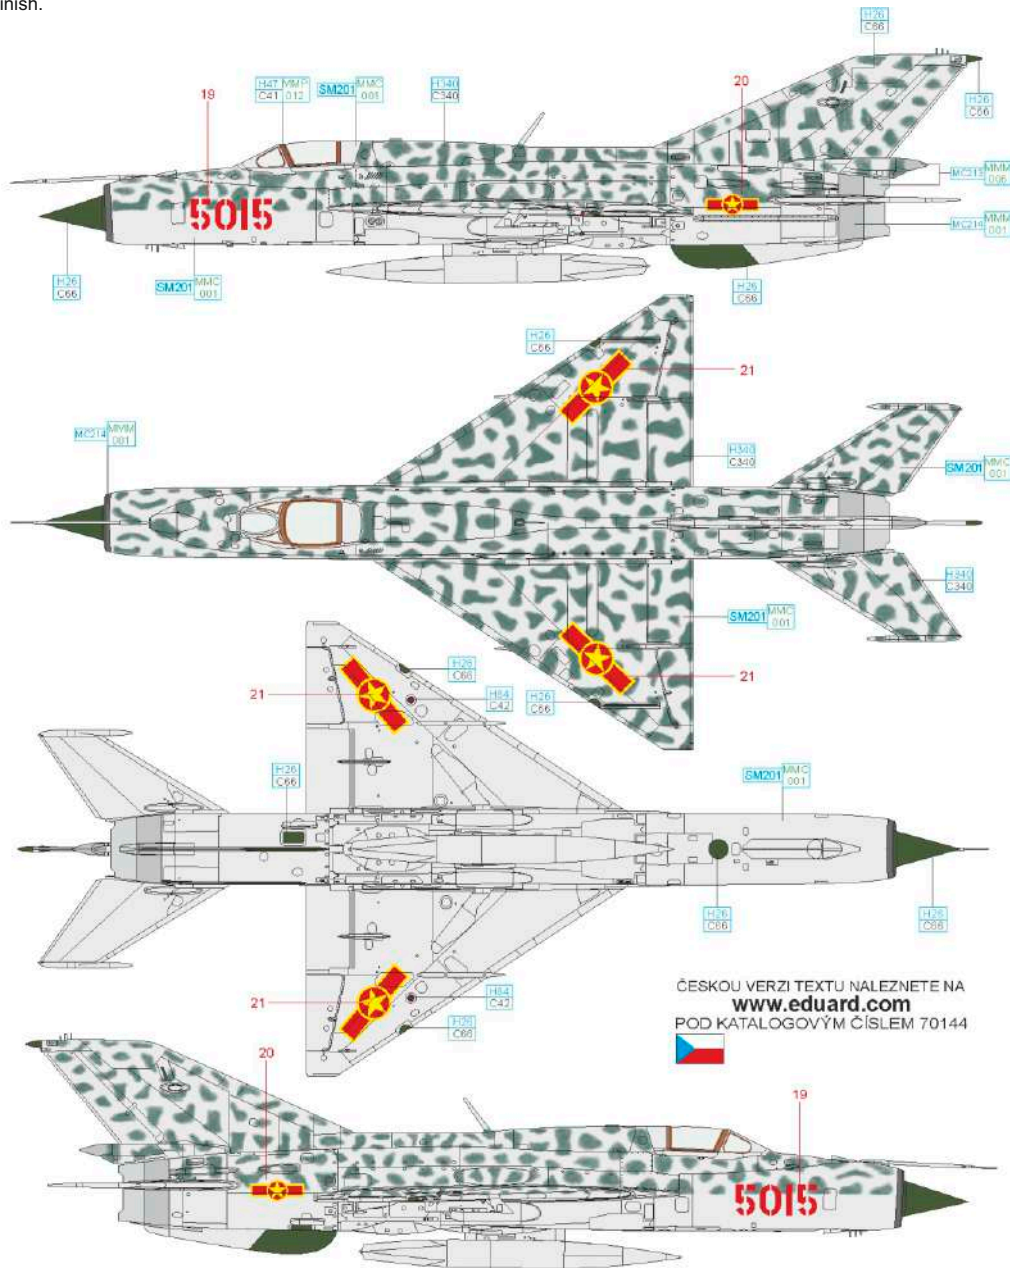 inish.
H26
C66
H47 MMP
C41 012
SM201 MMC
001
H340
C340
19
20
H26
C66
5015
MC213 MMM
006
MC214 MMM
001
H26
C66
SM201 MMC
001
H26
C66
H26
C66
21
MC214 MMM
001
H340
C340
SM201 MMC
001
H340
C340
SM201 MMC
001
21
H26
C66
21
H84
C42
H26
C66
H26
C66
SM201 MMC
001
H26
C66
H26
C66
21
H84
C42
H26
C66
ČESKOU VERZI TEXTU NALEZNETE NA
www.eduard.com
POD KATALOGOVÝM ČÍSLEM 70144
20
19
5015